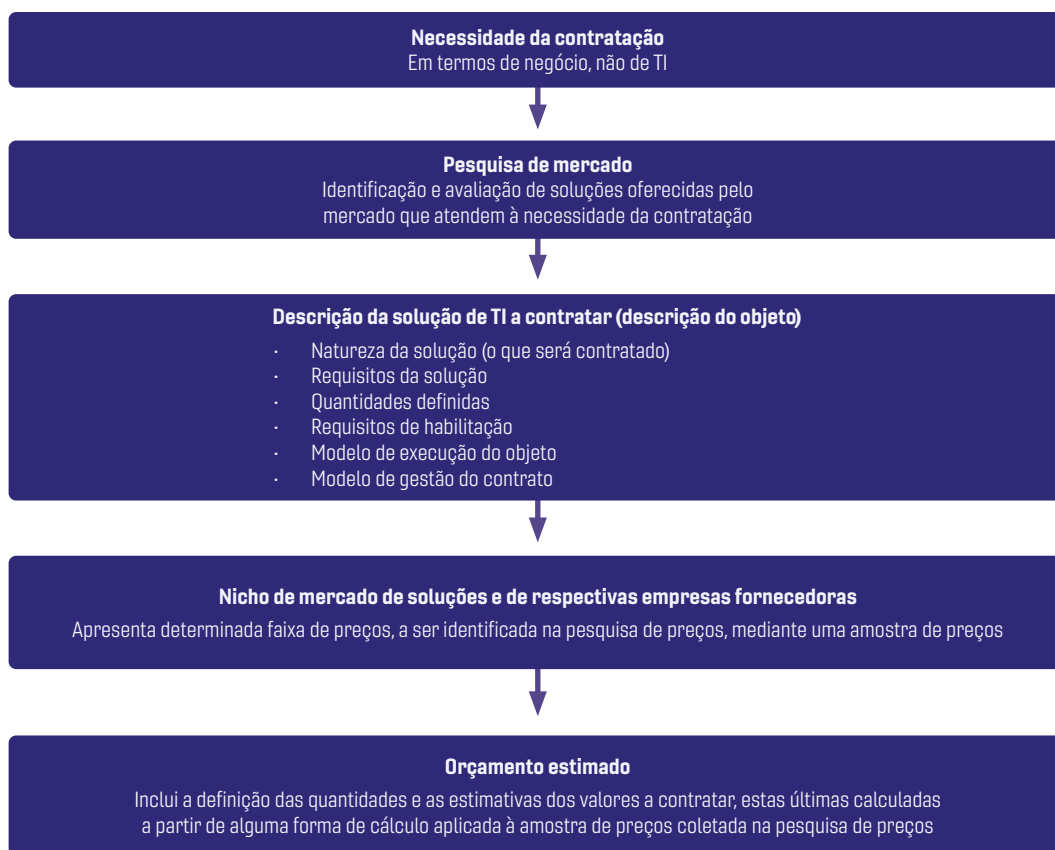 Necessidade da contratação
Em termos de negócio, não de TI
Pesquisa de mercado
Identificação e avaliação de soluções oferecidas pelo
mercado que atendem à necessidade da contratação
Descrição da solução de TI a contratar (descrição do objeto)
· Natureza da solução (o que será contratado)
· Requisitos da solução
· Quantidades definidas
· Requisitos de habilitação
· Modelo de execução do objeto
· Modelo de gestão do contrato
Nicho de mercado de soluções e de respectivas empresas fornecedoras
Apresenta determinada faixa de preços, a ser identificada na pesquisa de preços, mediante uma amostra de preços
Orçamento estimado
Inclui a definição das quantidades e as estimativas dos valores a contratar, estas últimas calculadas
a partir de alguma forma de cálculo aplicada à amostra de preços coletada na pesquisa de preços